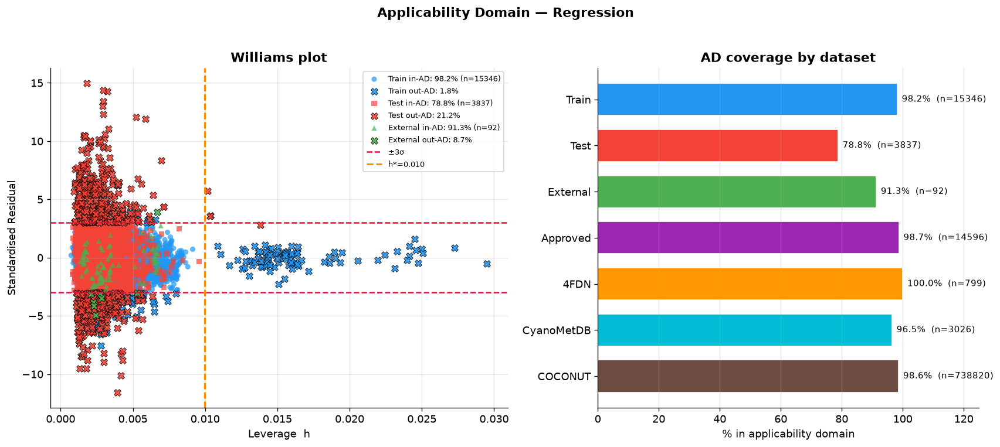 Applicability Domain — Regression
Williams plot
Standardised Residual
15
10
5
0
−5
−10
0.000
0.005
0.010
0.015
0.020
0.025
0.030
Leverage h
Train in-AD: 98.2% (n=15346)
Train out-AD: 1.8%
Test in-AD: 78.8% (n=3837)
Test out-AD: 21.2%
External in-AD: 91.3% (n=92)
External out-AD: 8.7%
±3σ
h*=0.010
AD coverage by dataset
Train
98.2% (n=15346)
Test
78.8% (n=3837)
External
91.3% (n=92)
Approved
98.7% (n=14596)
4FDN
100.0% (n=799)
CyanoMetDB
96.5% (n=3026)
COCONUT
98.6% (n=738820)
0
20
40
60
80
100
120
% in applicability domain